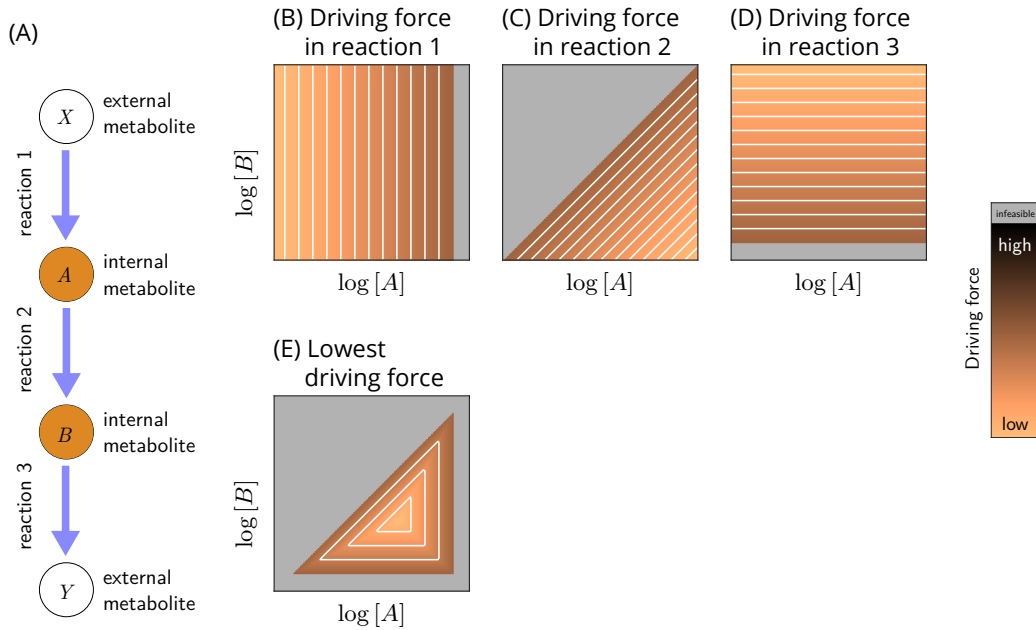 (A)
X
external
metabolite
reaction 1
A
internal
metabolite
reaction 2
B
internal
metabolite
reaction 3
Y
external
metabolite
(B) Driving force
in reaction 1
log [B]
log [A]
(C) Driving force
in reaction 2
log [A]
(D) Driving force
in reaction 3
log [A]
(E) Lowest
driving force
log [B]
log [A]
infeasible
high
Driving force
low